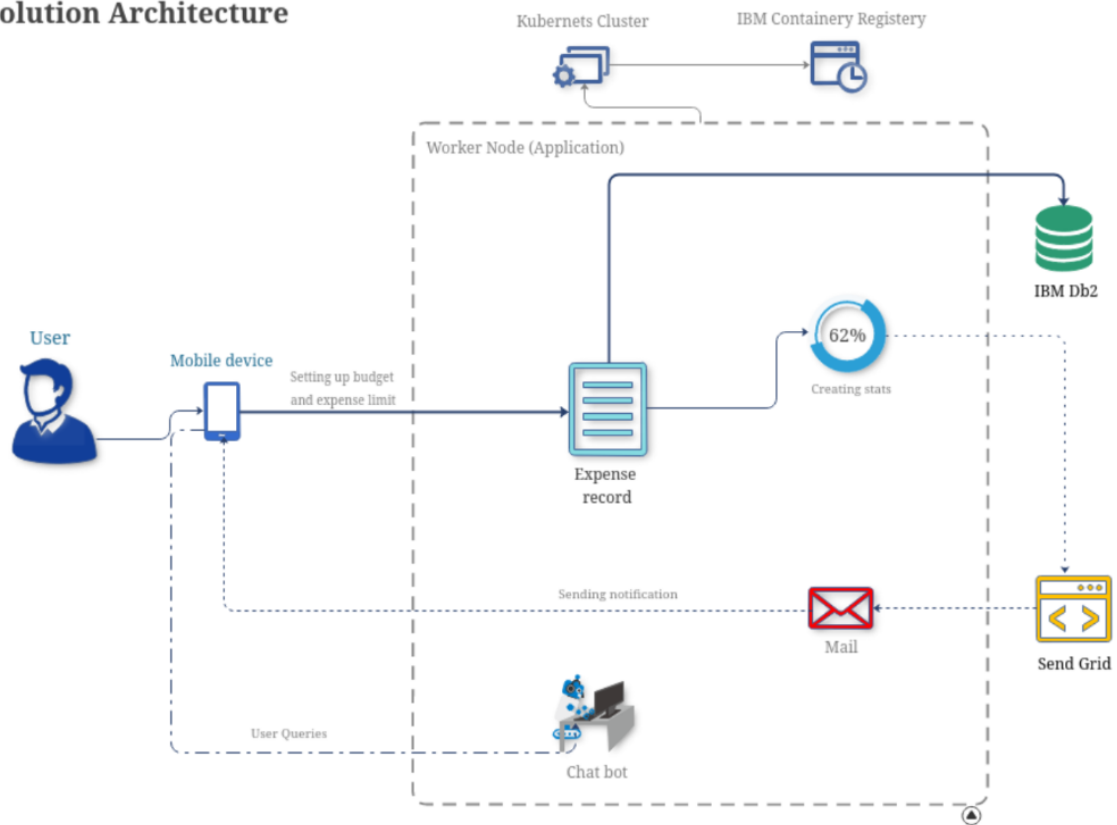 olution Architecture
Kubernets Cluster
IBM Containery Registery
Worker Node (Application)
IBM Db2
User
Mobile device
Setting up budget
and expense limit
62%
Creating stats
Expense
record
Sending notification
Mail
Send Grid
User Queries
Chat bot